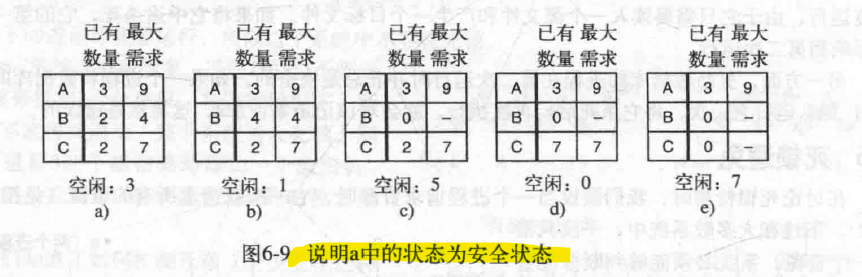 已有 最大 已有 最大 已有 最大 已有 最大 已有 最大
数量 需求 数量 需求 数量 需求 数量 需求 数量 需求
A 3 9 A 3 9 A 3 9 A 3 9 A 3 9
B 2 4 B 4 4 B 0 – B 0 – B 0 –
C 2 7 C 2 7 C 2 7 C 7 7 C 0 –
空闲：3 空闲：1 空闲：5 空闲：0 空闲：7
a) b) c) d) e)
图6-9 说明a中的状态为安全状态